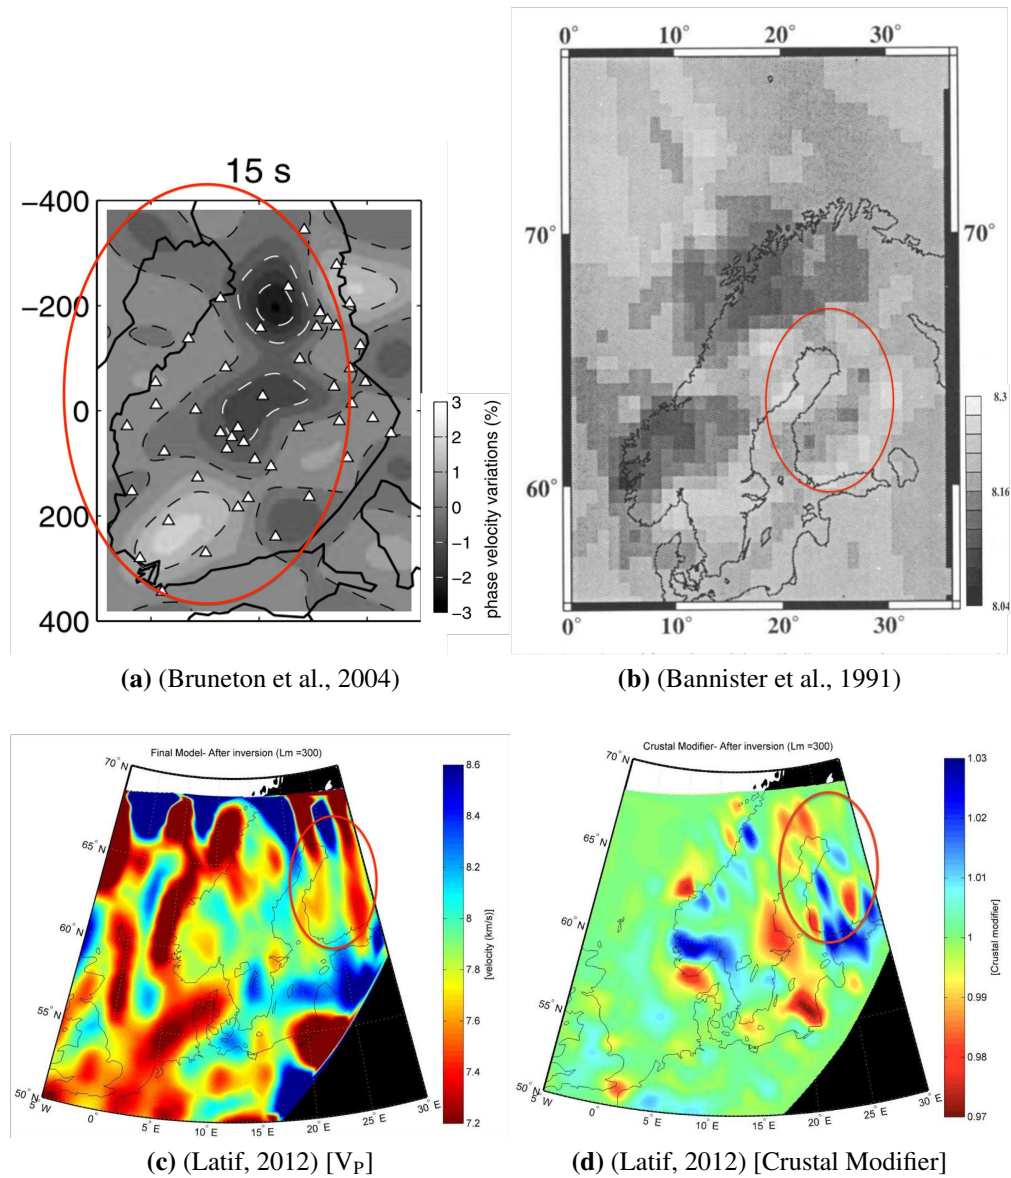 15 s
−400
−200
0
200
400
3
2
1
0
−1
−2
−3
phase velocity variations (%)
(a) (Bruneton et al., 2004)
0° 10° 20° 30°
70° 70°
60°
0° 10° 20° 30°
8.3
8.16
8.04
(b) (Bannister et al., 1991)
Final Model- After inversion (Lm =300)
70° N
65° N
60° N
55° N
50° N
5° W
0°
5° E
10° E
15° E
20° E
25° E
30° E
8.6
8.4
8.2
8
7.8
7.6
7.4
7.2
[velocity (km/s)]
(c) (Latif, 2012) [VP]
Crustal Modifier- After inversion (Lm =300)
70° N
65° N
60° N
55° N
50° N
5° W
0°
5° E
10° E
15° E
20° E
25° E
30° E
1.03
1.02
1.01
1
0.99
0.98
0.97
[Crustal modifier]
(d) (Latif, 2012) [Crustal Modifier]